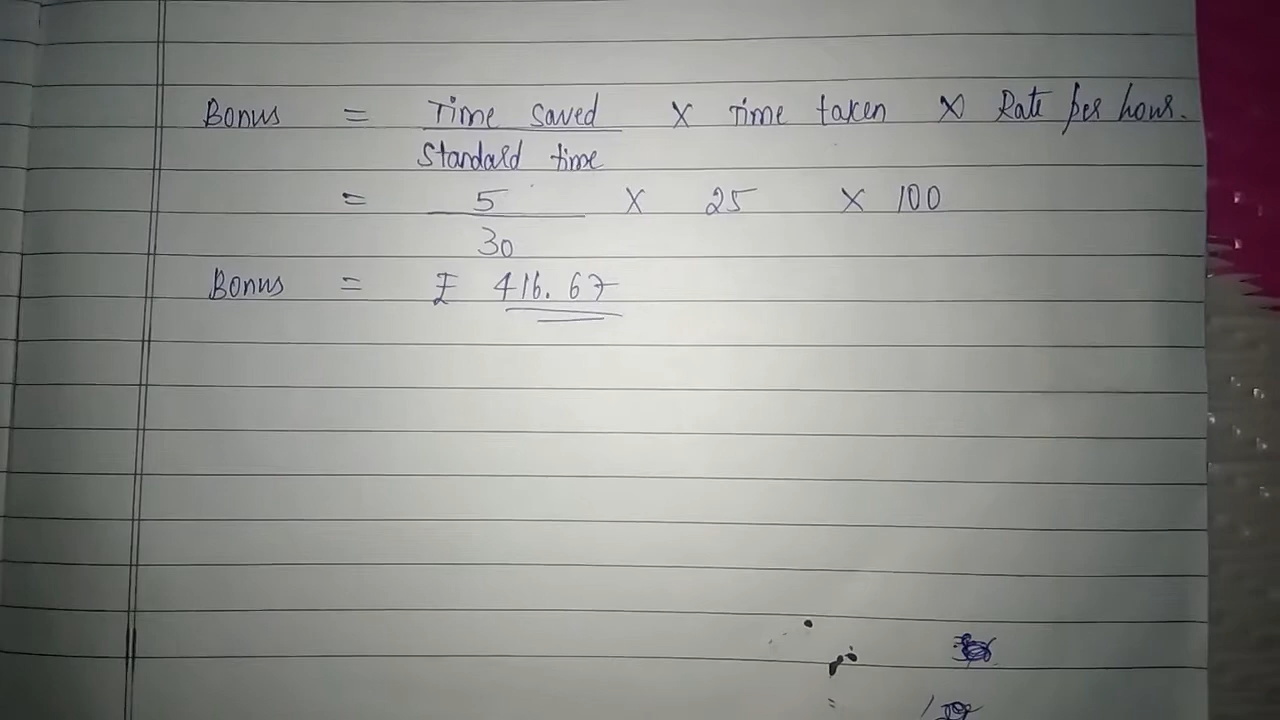 Bonus = Time saved × Time taken × Rate per hour.
Standard time
= 5 × 25 × 100
30
Bonus = ₹ 416.67